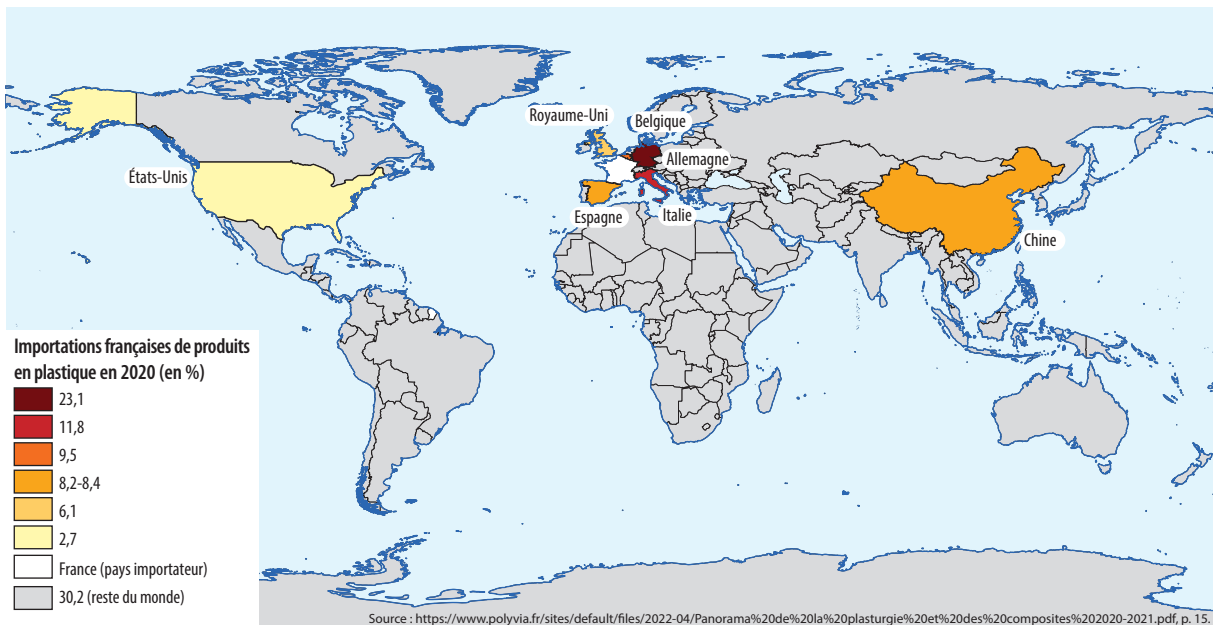 Royaume-Uni
Belgique
Allemagne
États-Unis
Espagne
Italie
Chine
Importations françaises de produits
en plastique en 2020 (en %)
23,1
11,8
9,5
8,2-8,4
6,1
2,7
France (pays importateur)
30,2 (reste du monde)
Source : https://www.polyvia.fr/sites/default/files/2022-04/Panorama%20de%20la%20plasturgie%20et%20des%20composites%202020-2021.pdf, p. 15.